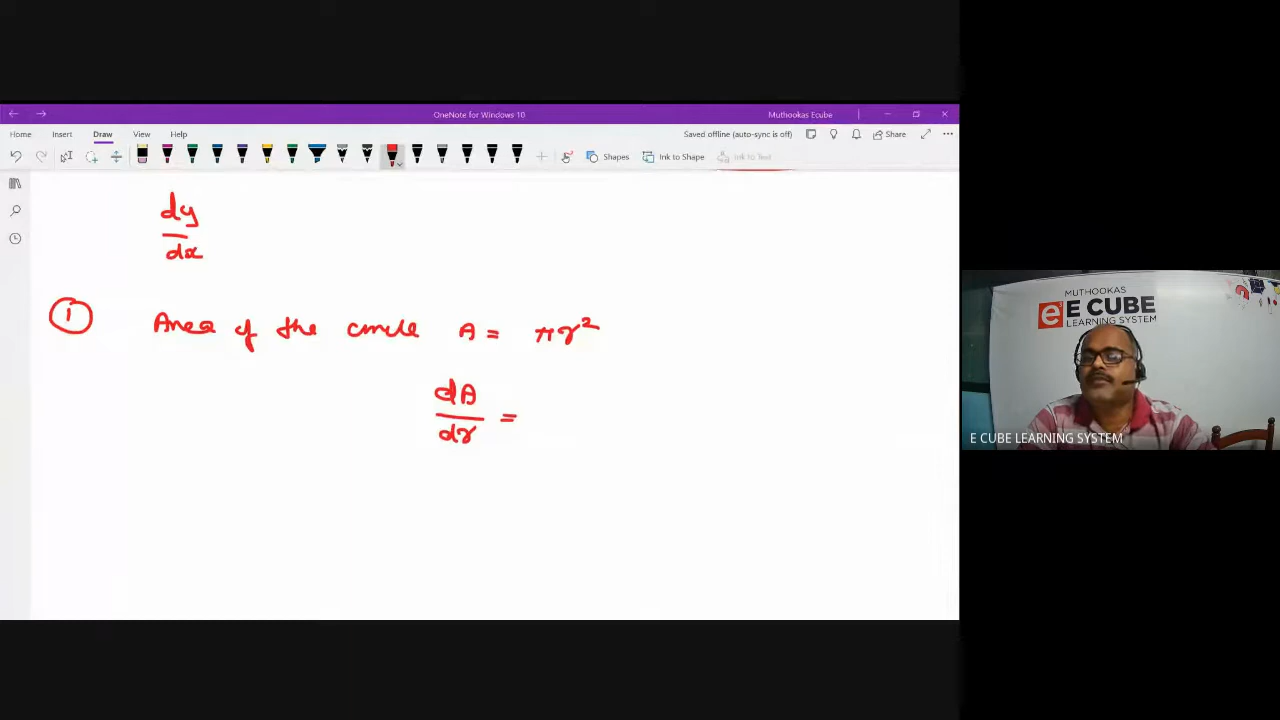 OneNote for Windows 10
Muthookas Ecube
Home Insert Draw View Help
Saved offline (auto-sync is off)
Share
Shapes
Ink to Shape
Ink to Text
dy
dx
1 Area of the circle A = πr²
dA
dr =
MUTHOOKAS
e³ E CUBE
LEARNING SYSTEM
E CUBE LEARNING SYSTEM